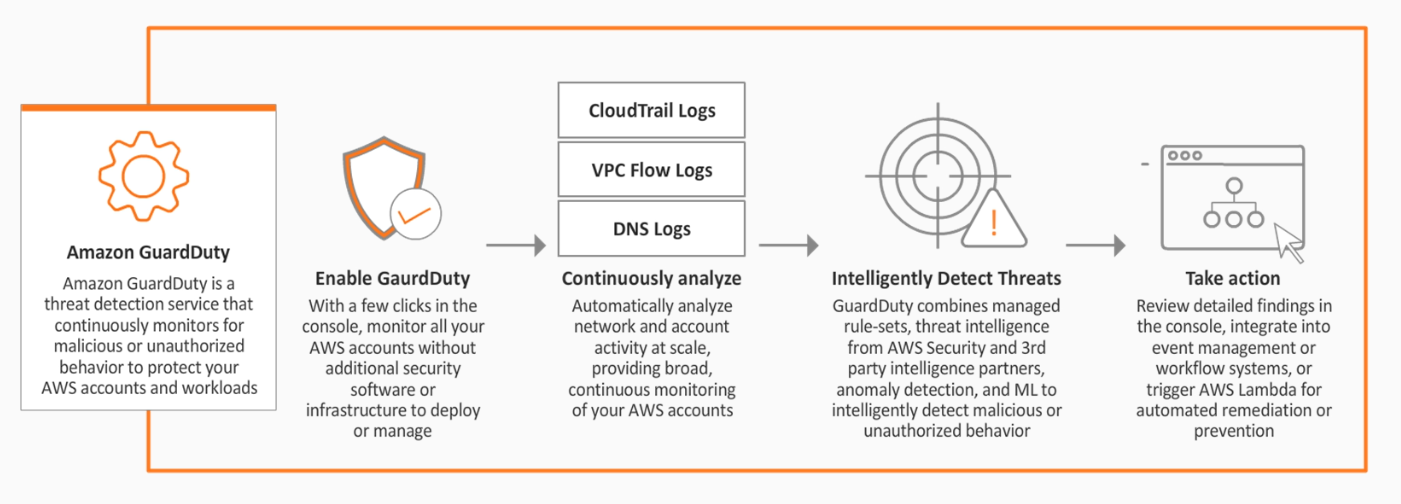 Amazon GuardDuty
Amazon GuardDuty is a
threat detection service that
continuously monitors for
malicious or unauthorized
behavior to protect your
AWS accounts and workloads
Enable GaurdDuty
With a few clicks in the
console, monitor all your
AWS accounts without
additional security
software or
infrastructure to deploy
or manage
CloudTrail Logs
VPC Flow Logs
DNS Logs
Continuously analyze
Automatically analyze
network and account
activity at scale,
providing broad,
continuous monitoring
of your AWS accounts
Intelligently Detect Threats
GuardDuty combines managed
rule-sets, threat intelligence
from AWS Security and 3rd
party intelligence partners,
anomaly detection, and ML to
intelligently detect malicious or
unauthorized behavior
Take action
Review detailed findings in
the console, integrate into
event management or
workflow systems, or
trigger AWS Lambda for
automated remediation or
prevention